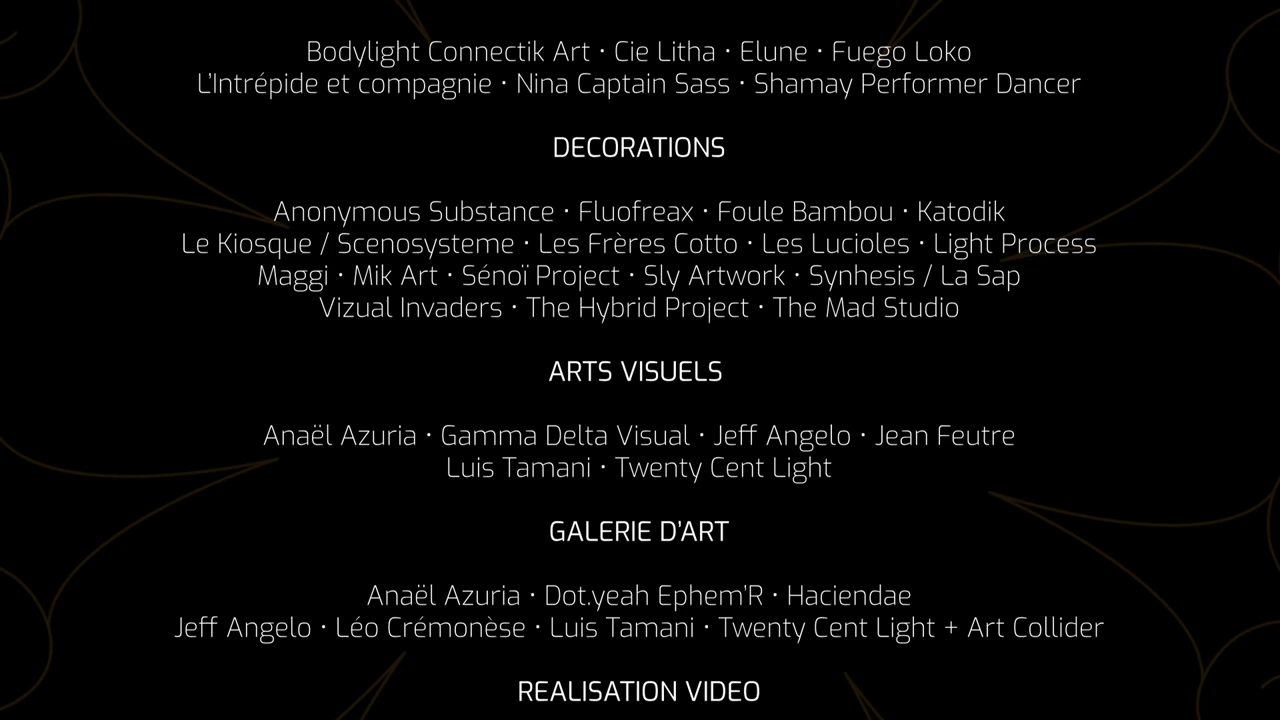 Bodylight Connectik Art • Cie Litha • Elune • Fuego Loko
L'Intrépide et compagnie • Nina Captain Sass • Shamay Performer Dancer
DECORATIONS
Anonymous Substance • Fluofreax • Foule Bambou • Katodik
Le Kiosque / Scenosysteme • Les Frères Cotto • Les Lucioles • Light Process
Maggi • Mik Art • Sénoï Project • Sly Artwork • Synhesis / La Sap
Vizual Invaders • The Hybrid Project • The Mad Studio
ARTS VISUELS
Anaël Azuria • Gamma Delta Visual • Jeff Angelo • Jean Feutre
Luis Tamani • Twenty Cent Light
GALERIE D'ART
Anaël Azuria • Dot.yeah Ephem'R • Haciendae
Jeff Angelo • Léo Crémonèse • Luis Tamani • Twenty Cent Light + Art Collider
REALISATION VIDEO